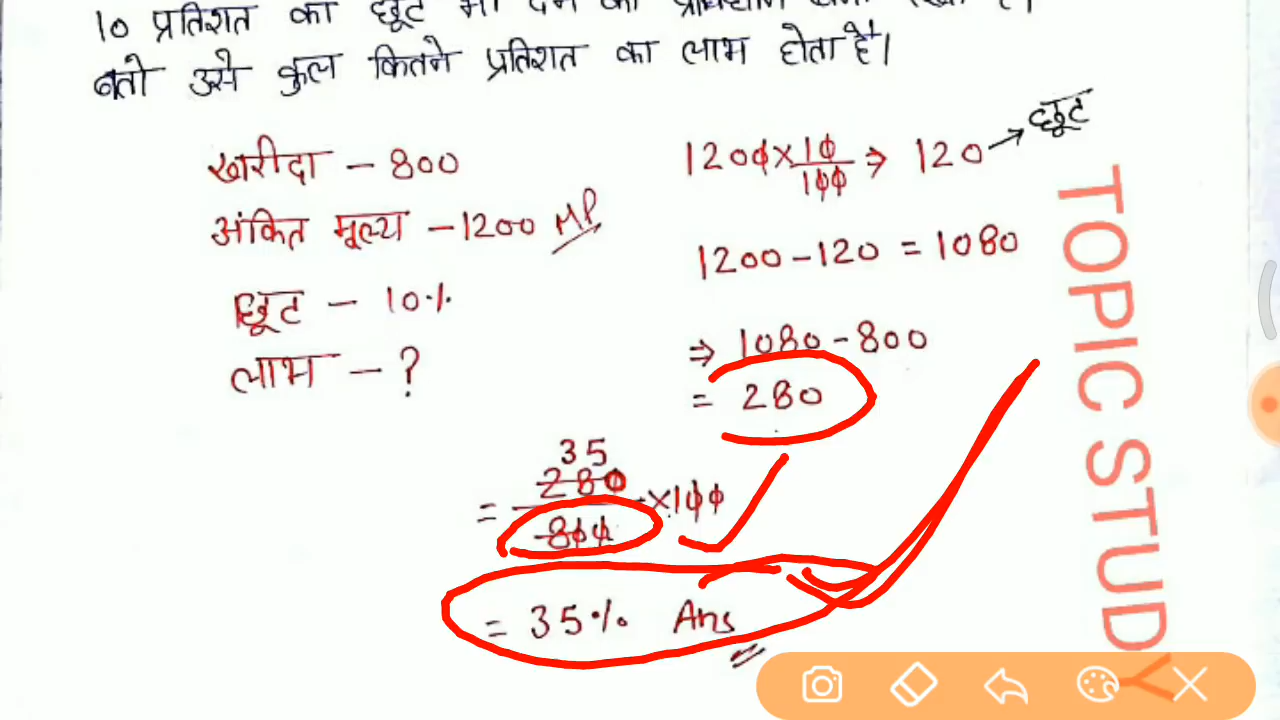 10 प्रतिशत का छूट भी देने का
बतो उसे कुल कितने प्रतिशत का लाभ होता है।
खरीदा - 800
अंकित मूल्य - 1200 MP
छूट - 10%
लाभ - ?
1200 × 10/100 ⇒ 120 → छूट
1200 - 120 = 1080
⇒ 1080 - 800
= 280
35
= 280/800 × 100
= 35% Ans
TOPIC STUDY